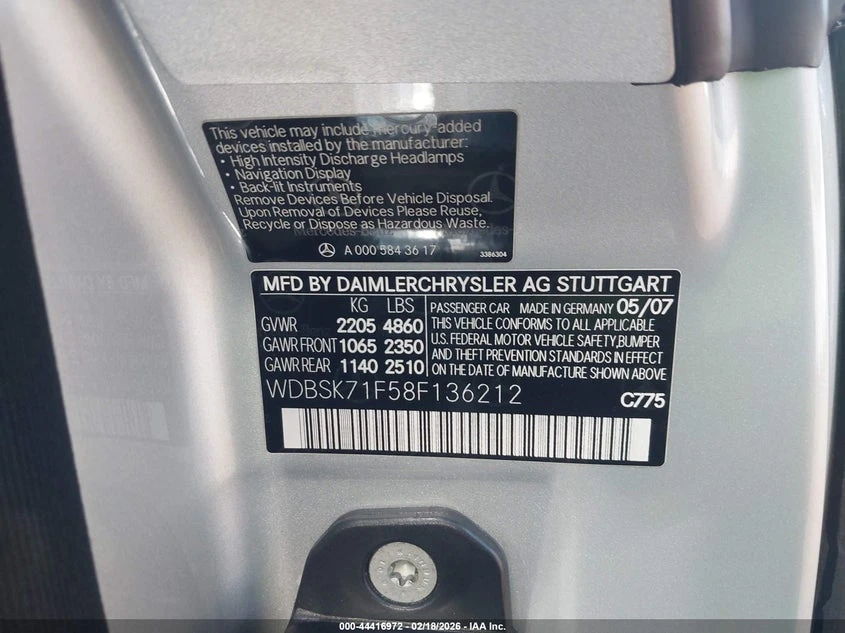 This vehicle may include mercury-added
devices installed by the manufacturer:
• High Intensity Discharge Headlamps
• Navigation Display
• Back-lit Instruments
Remove Devices Before Vehicle Disposal.
Upon Removal of Devices Please Reuse,
Recycle or Dispose as Hazardous Waste.
A 000 584 36 17
3386304
MFD BY DAIMLERCHRYSLER AG STUTTGART
KG LBS
GVWR 2205 4860
GAWR FRONT 1065 2350
GAWR REAR 1140 2510
PASSENGER CAR MADE IN GERMANY 05/07
THIS VEHICLE CONFORMS TO ALL APPLICABLE
U.S. FEDERAL MOTOR VEHICLE SAFETY,BUMPER
AND THEFT PREVENTION STANDARDS IN EFFECT
ON THE DATE OF MANUFACTURE SHOWN ABOVE.
WDBSK71F58F136212
C775
000-44416972 - 02/18/2026 - IAA Inc.